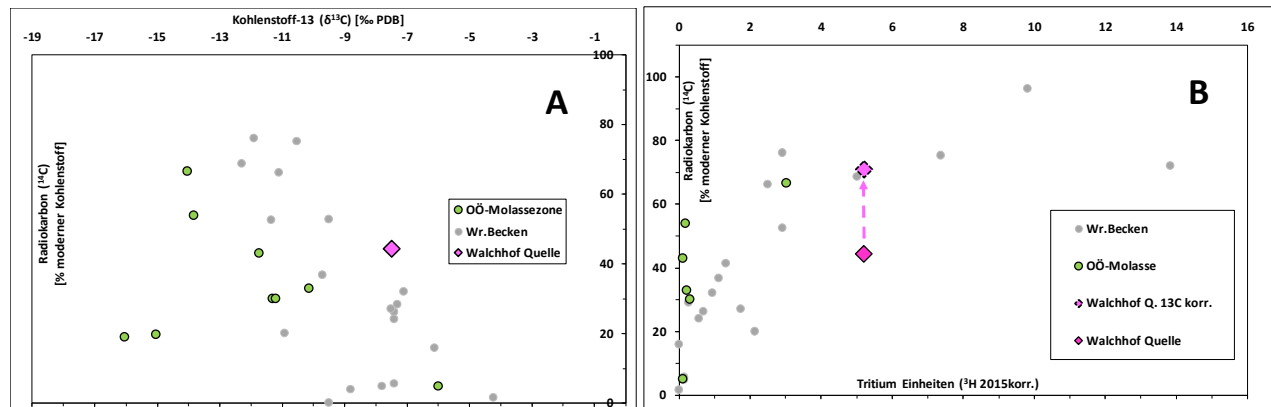 Kohlenstoff-13 (δ¹³C) [‰ PDB]
-19 -17 -15 -13 -11 -9 -7 -5 -3 -1
100
80
60
40
20
0
Radiokarbon (¹⁴C)
[% moderner Kohlenstoff]
A
OÖ-Molassezone
Wr.Becken
Walchhof Quelle
0 2 4 6 8 10 12 14 16
100
80
60
40
20
0
Radiokarbon (¹⁴C)
[% moderner Kohlenstoff]
B
Wr.Becken
OÖ-Molasse
Walchhof Q. 13C korr.
Walchhof Quelle
Tritium Einheiten (³H 2015korr.)